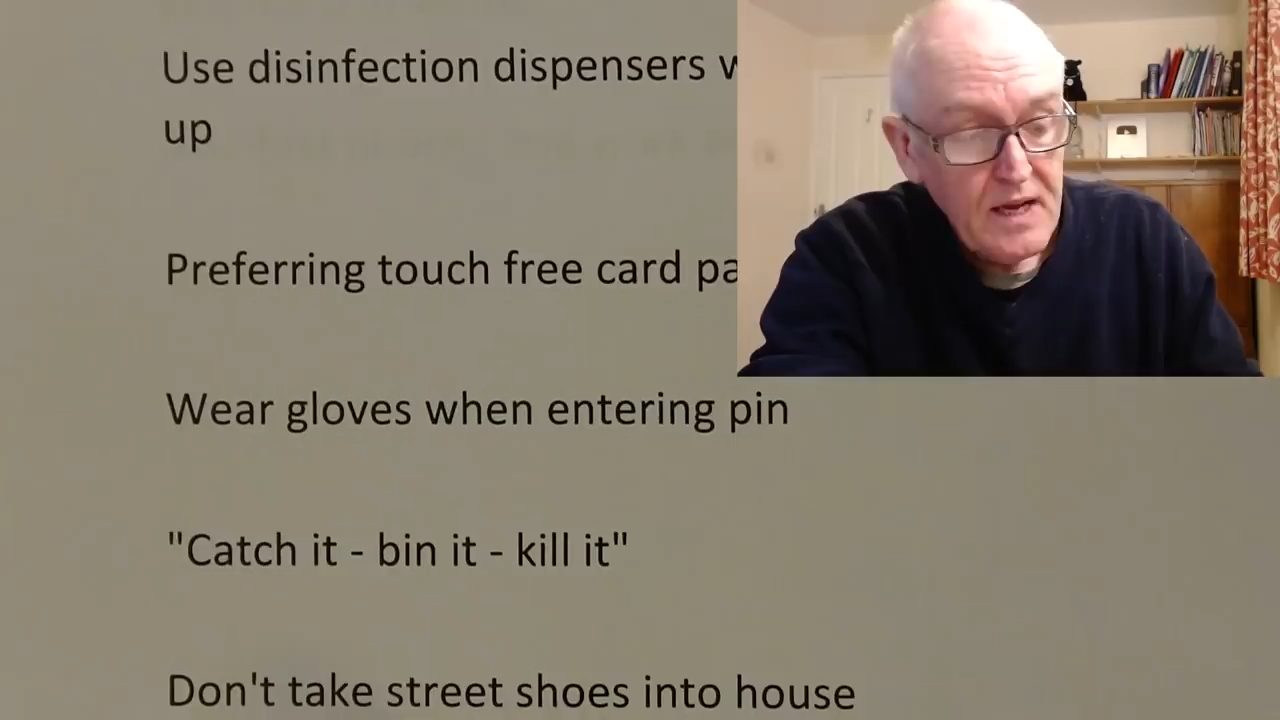 Use disinfection dispensers
up
Preferring touch free card
Wear gloves when entering pin
"Catch it - bin it - kill it"
Don't take street shoes into house